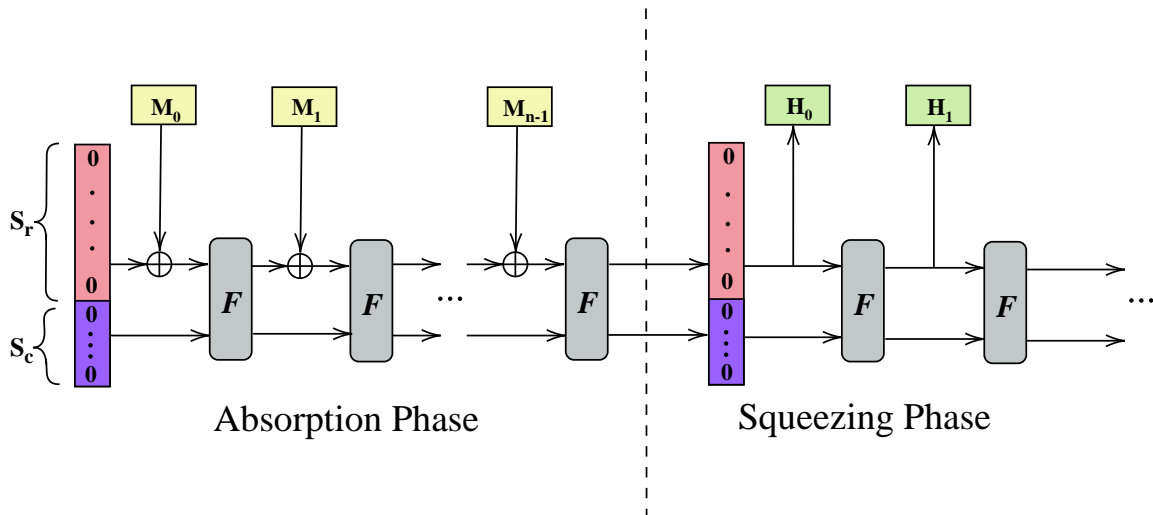 M0
M1
Mn-1
H0
H1
Sr
0
.
.
.
0
Sc
0
.
.
.
.
0
F
F
...
F
0
.
.
.
0
0
.
.
.
.
0
F
F
...
Absorption Phase
Squeezing Phase